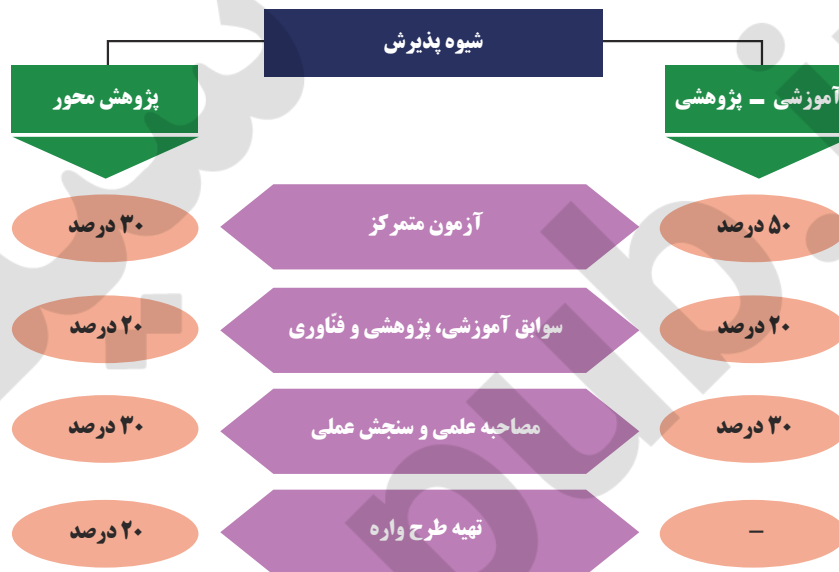 شیوه پذیرش
آموزشی – پژوهشی
پژوهش محور
۵۰ درصد
آزمون متمرکز
۳۰ درصد
۲۰ درصد
سوابق آموزشی، پژوهشی و فنّاوری
۲۰ درصد
۳۰ درصد
مصاحبه علمی و سنجش عملی
۳۰ درصد
–
تهیه طرح واره
۲۰ درصد